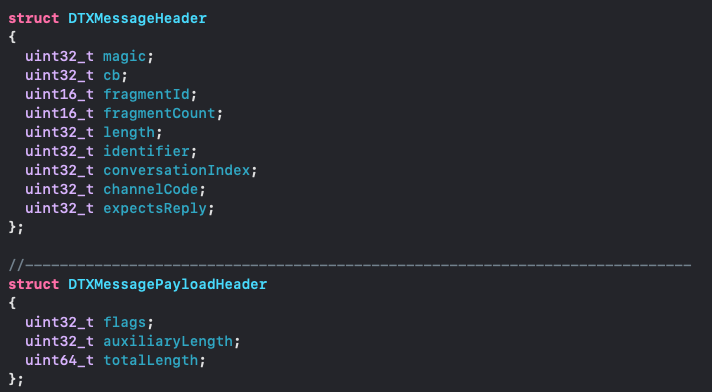 struct DTXMessageHeader
{
  uint32_t magic;
  uint32_t cb;
  uint16_t fragmentId;
  uint16_t fragmentCount;
  uint32_t length;
  uint32_t identifier;
  uint32_t conversationIndex;
  uint32_t channelCode;
  uint32_t expectsReply;
};
//-----------------------------------------------------------------------------
struct DTXMessagePayloadHeader
{
  uint32_t flags;
  uint32_t auxiliaryLength;
  uint64_t totalLength;
};